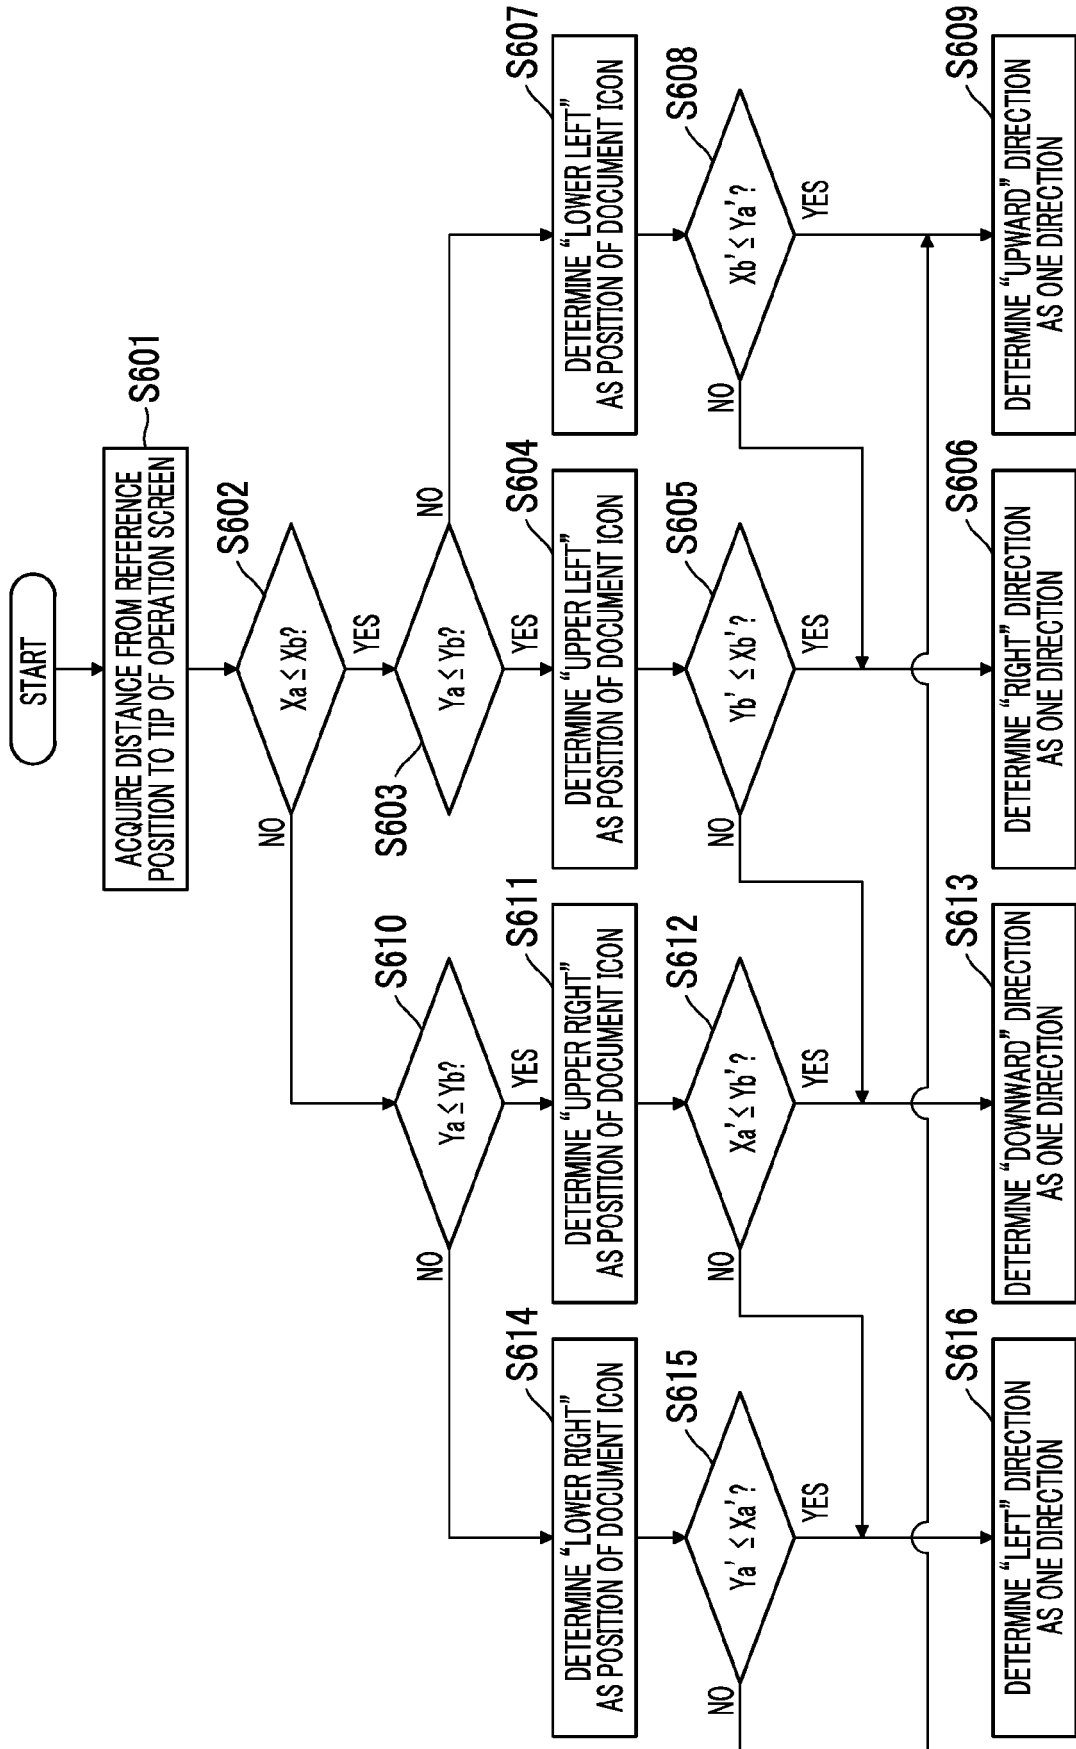 START
S601
ACQUIRE DISTANCE FROM REFERENCE
POSITION TO TIP OF OPERATION SCREEN
S602
Xa ≤ Xb?
NO
YES
S603
Ya ≤ Yb?
NO
YES
S610
Ya ≤ Yb?
NO
YES
S614
DETERMINE “LOWER RIGHT”
AS POSITION OF DOCUMENT ICON
S611
DETERMINE “UPPER RIGHT”
AS POSITION OF DOCUMENT ICON
S604
DETERMINE “UPPER LEFT”
AS POSITION OF DOCUMENT ICON
S607
DETERMINE “LOWER LEFT”
AS POSITION OF DOCUMENT ICON
S615
Ya' ≤ Xa'?
NO
YES
S612
Xa' ≤ Yb'?
NO
YES
S605
Yb' ≤ Xb'?
NO
YES
S608
Xb' ≤ Ya'?
NO
YES
S616
DETERMINE “LEFT” DIRECTION
AS ONE DIRECTION
S613
DETERMINE “DOWNWARD” DIRECTION
AS ONE DIRECTION
S606
DETERMINE “RIGHT” DIRECTION
AS ONE DIRECTION
S609
DETERMINE “UPWARD” DIRECTION
AS ONE DIRECTION